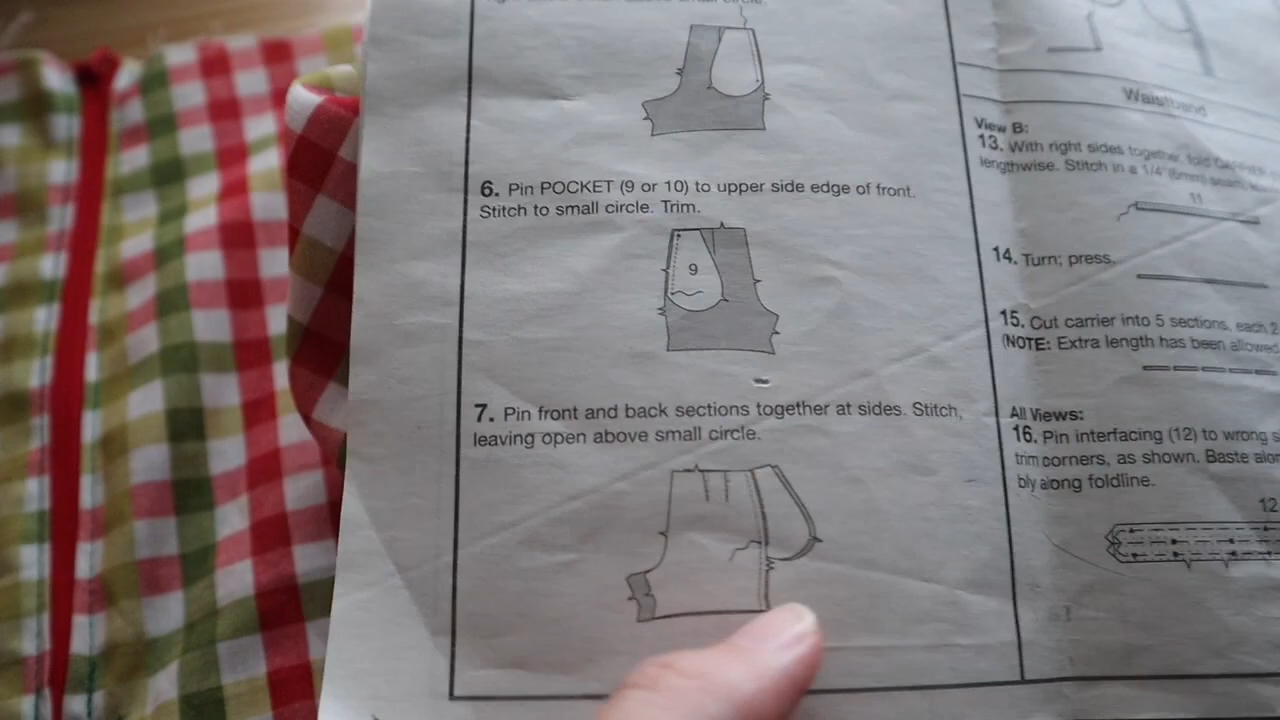 6. Pin POCKET (9 or 10) to upper side edge of front.
Stitch to small circle. Trim.
9
7. Pin front and back sections together at sides. Stitch,
leaving open above small circle.
Waistband
View B:
13. With right sides together, fold
lengthwise. Stitch in a 1/4"
11
14. Turn; press.
15. Cut carrier into 5 sections, each 2
(NOTE: Extra length has been allowed
All Views:
16. Pin interfacing (12) to wrong s
trim corners, as shown. Baste alon
bly along foldline.
12